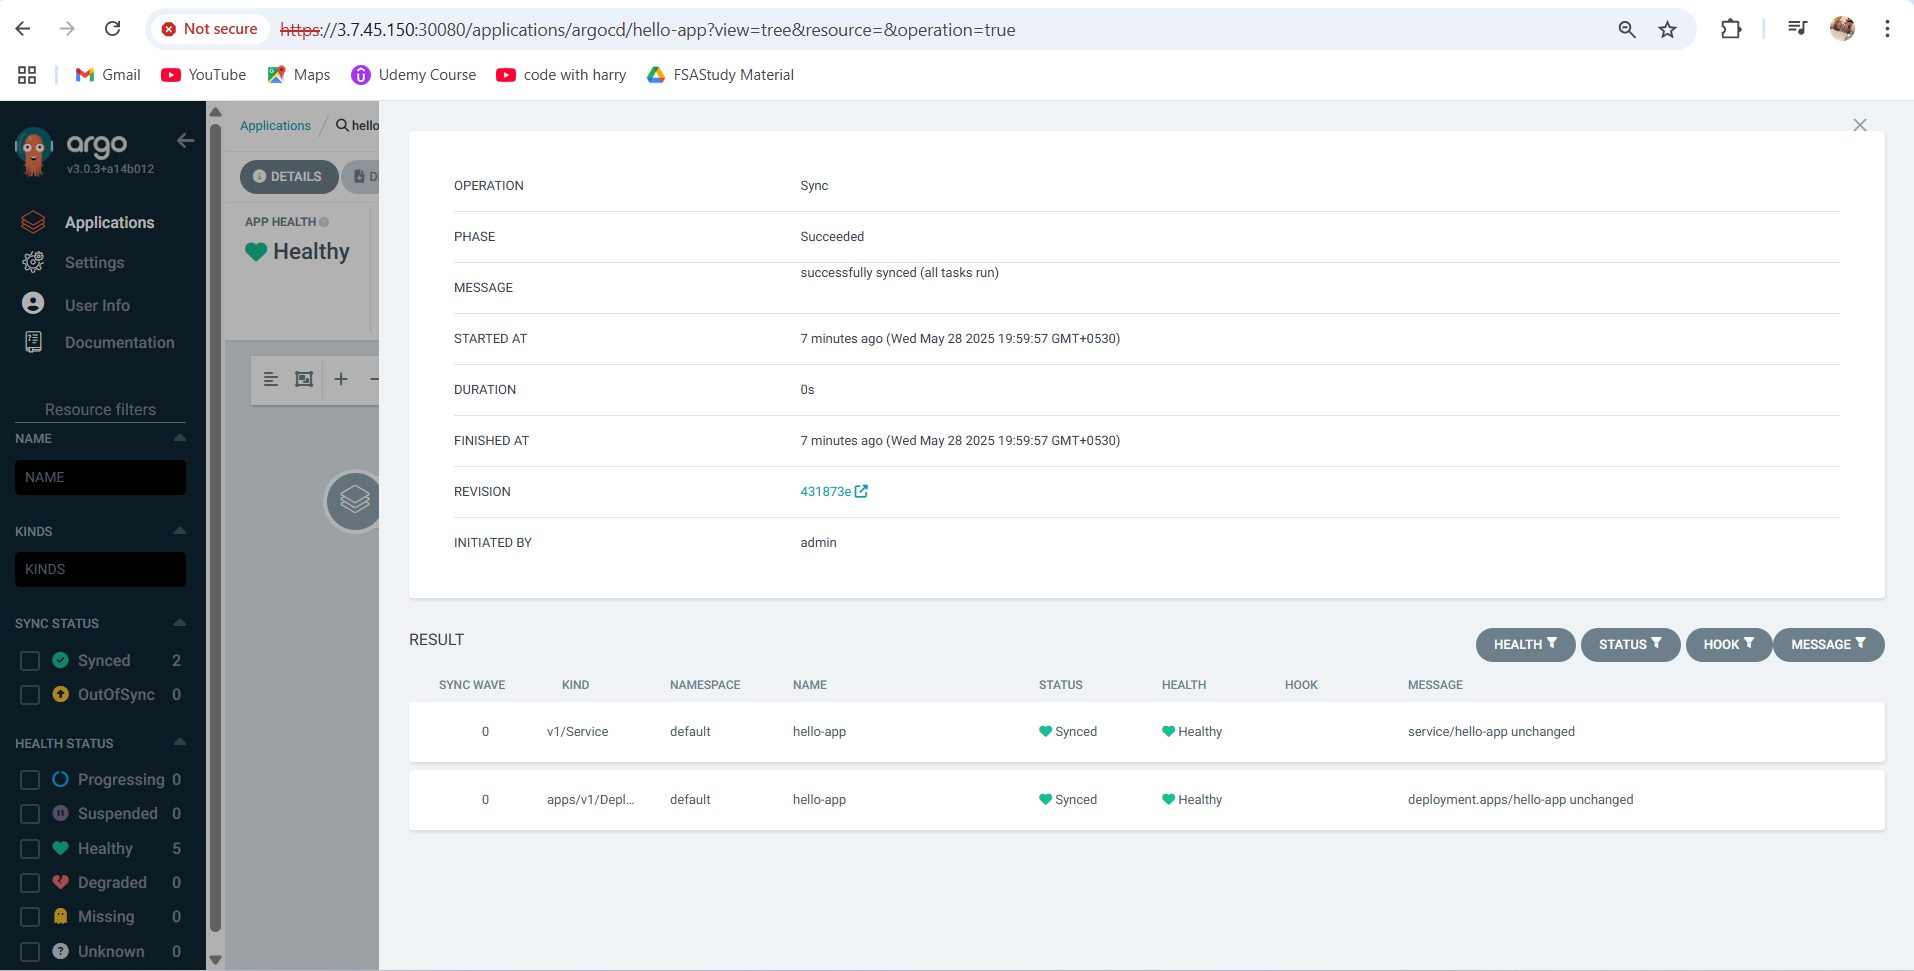 Not secure https://3.7.45.150:30080/applications/argocd/hello-app?view=tree&resource=&operation=true
Gmail YouTube Maps Udemy Course code with harry FSAStudy Material
argo
v3.0.3+a14b012
Applications
Settings
User Info
Documentation
Resource filters
NAME
NAME
KINDS
KINDS
SYNC STATUS
Synced 2
OutOfSync 0
HEALTH STATUS
Progressing 0
Suspended 0
Healthy 5
Degraded 0
Missing 0
Unknown 0
Applications / hello
DETAILS D
APP HEALTH
Healthy
OPERATION Sync
PHASE Succeeded
MESSAGE successfully synced (all tasks run)
STARTED AT 7 minutes ago (Wed May 28 2025 19:59:57 GMT+0530)
DURATION 0s
FINISHED AT 7 minutes ago (Wed May 28 2025 19:59:57 GMT+0530)
REVISION 431873e
INITIATED BY admin
RESULT
HEALTH STATUS HOOK MESSAGE
SYNC WAVE KIND NAMESPACE NAME STATUS HEALTH HOOK MESSAGE
0 v1/Service default hello-app Synced Healthy service/hello-app unchanged
0 apps/v1/Depl... default hello-app Synced Healthy deployment.apps/hello-app unchanged